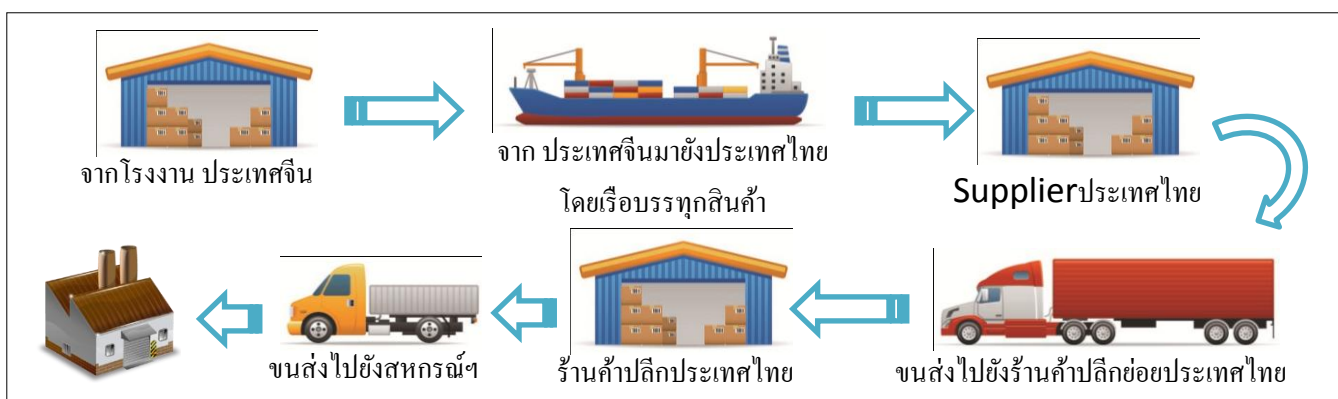 จากโรงงาน ประเทศจีน
จาก ประเทศจีนมายังประเทศไทย
โดยเรือบรรทุกสินค้า
Supplierประเทศไทย
ขนส่งไปยังร้านค้าปลีกย่อยประเทศไทย
ร้านค้าปลีกประเทศไทย
ขนส่งไปยังสหกรณ์ฯ